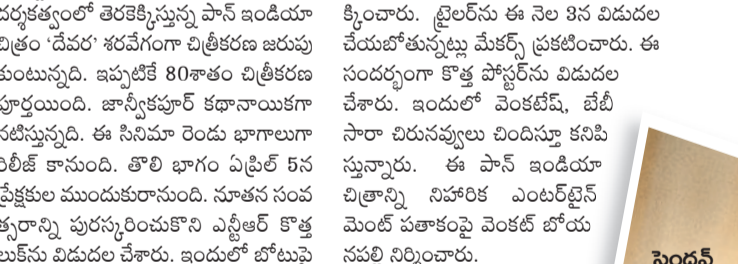 దర్శకత్వంలో తెరకెక్కిస్తున్న పాన్ ఇండియా
చిత్రం ‘దేవర’ శరవేగంగా చిత్రీకరణ జరుపు
కుంటున్నది. ఇప్పటికే 80శాతం చిత్రీకరణ
పూర్తయింది. జాన్వీకపూర్ కథానాయికగా
నటిస్తున్నది. ఈ సినిమా రెండు భాగాలుగా
రిలీజ్ కానుంది. తొలి భాగం ఏప్రిల్ 5న
ప్రేక్షకుల ముందుకురానుంది. నూతన సంవ
త్సరాన్ని పురస్కరించుకొని ఎన్టీఆర్ కొత్త
లుక్‌ను విడుదల చేశారు. ఇందులో బోటుపై
క్కించారు. ట్రైలర్‌ను ఈ నెల 3న విడుదల
చేయబోతున్నట్లు మేకర్స్ ప్రకటించారు. ఈ
సందర్భంగా కొత్త పోస్టర్‌ను విడుదల
చేశారు. ఇందులో వెంకటేష్, బేబీ
సారా చిరునవ్వులు చిందిస్తూ కనిపి
స్తున్నారు. ఈ పాన్ ఇండియా
చిత్రాన్ని నిహారిక ఎంటర్‌టైన్
మెంట్ పతాకంపై వెంకట్ బోయ
నపల్లి నిర్మించారు.